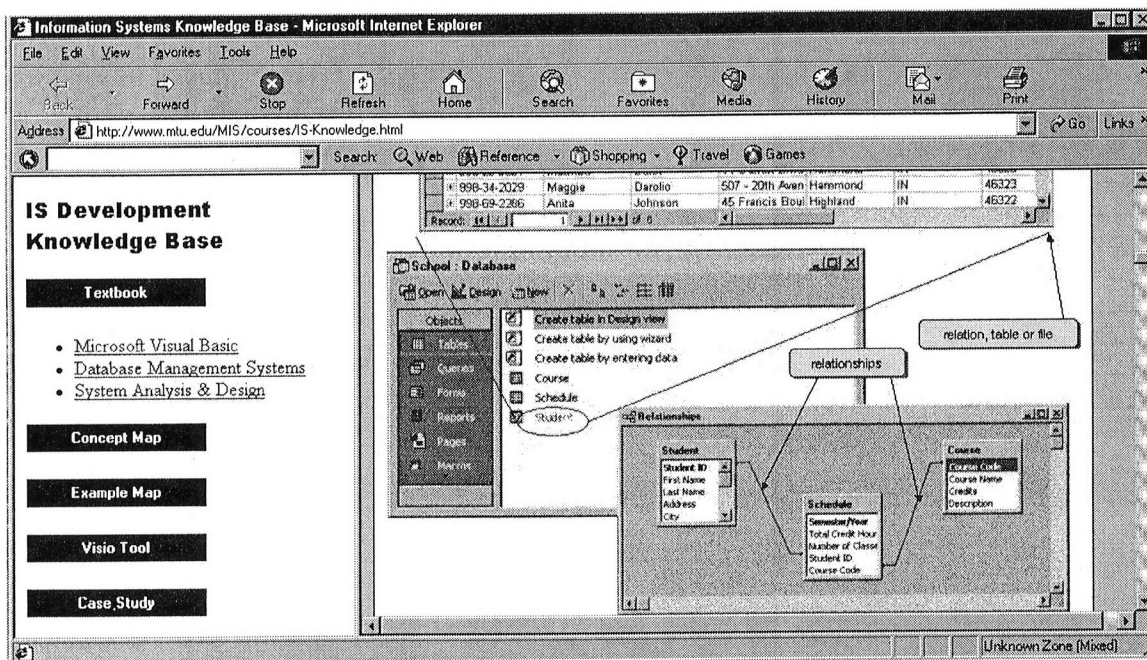 Information Systems Knowledge Base - Microsoft Internet Explorer
File Edit View Favorites Tools Help
Back Forward Stop Refresh Home Search Favorites Media History Mail Print
Address http://www.mtu.edu/MIS/courses/IS-Knowledge.html Go Links
Search: Web Reference Shopping Travel Games
IS Development
Knowledge Base
Textbook
Microsoft Visual Basic
Database Management Systems
System Analysis & Design
Concept Map
Example Map
Visio Tool
Case Study
998-34-2029 Maggie Darolio 507 - 20th Aven Hammond IN 46323
998-69-2286 Anita Johnson 45 Francis Boul Highland IN 46322
Record: 1 of 6
School : Database
Open Design New
Objects
Tables
Queries
Forms
Reports
Pages
Macros
Create table in Design view
Create table by using wizard
Create table by entering data
Course
Schedule
Student
relation, table or file
relationships
Relationships
Student
Student ID
First Name
Last Name
Address
City
Schedule
Semester/Year
Total Credit Hour
Number of Classe
Student ID
Course Code
Course
Course Code
Course Name
Credits
Description
Unknown Zone (Mixed)